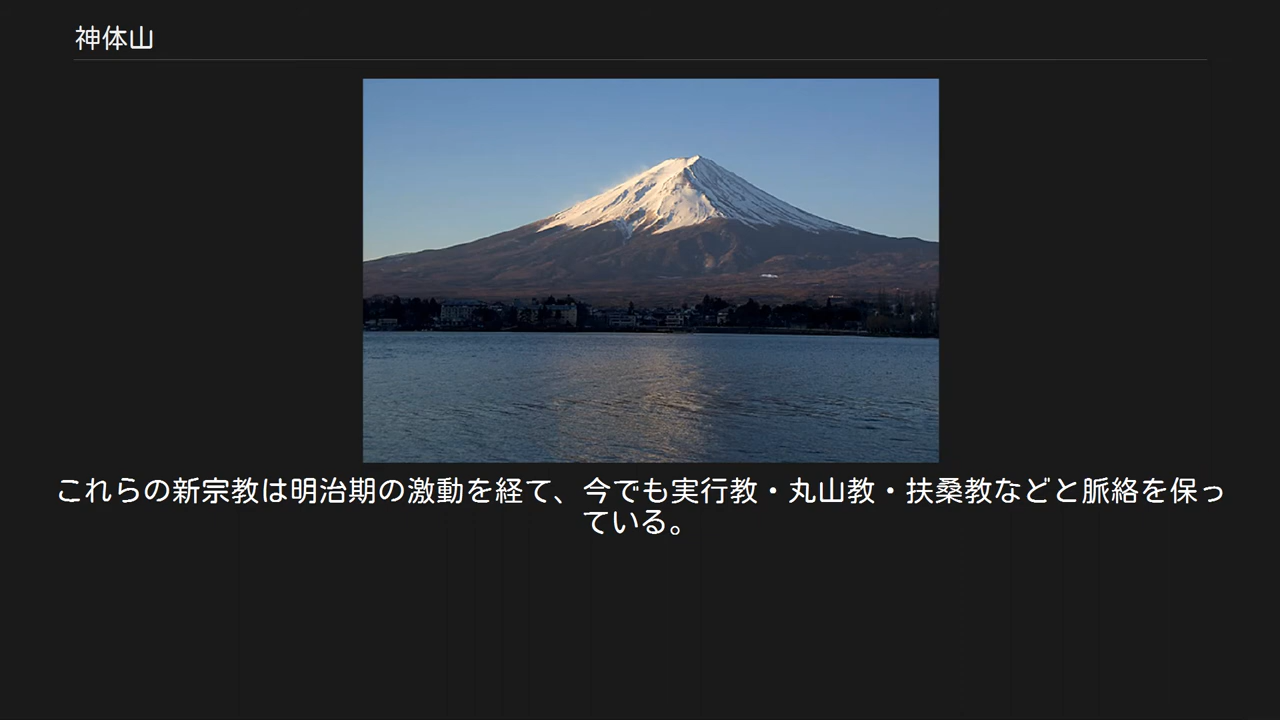 神体山
これらの新宗教は明治期の激動を経て、今でも実行教・丸山教・扶桑教などと脈絡を保っ
ている。